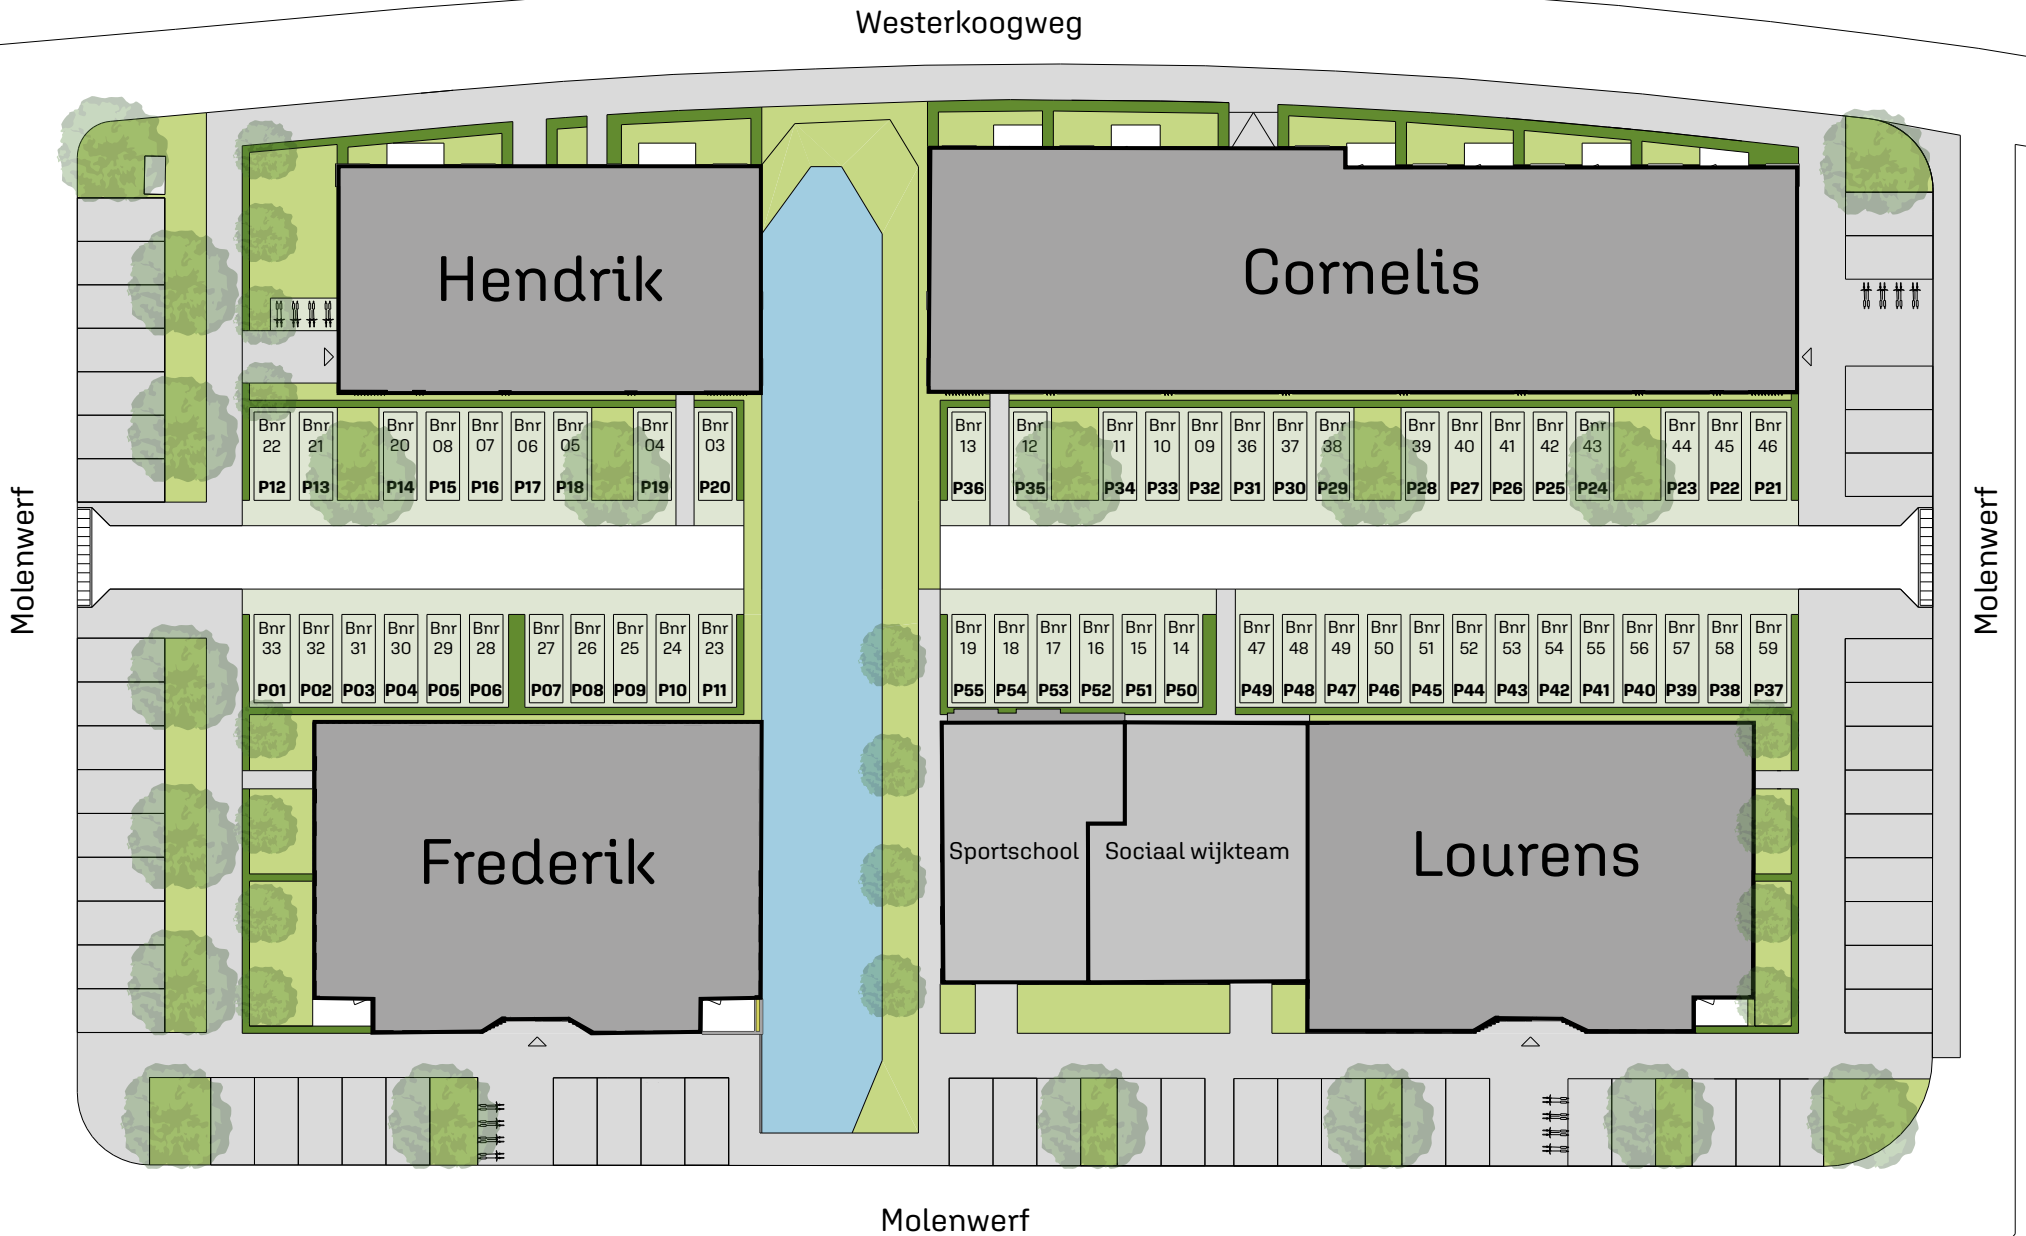 Westerkoogweg
Hendrik
Cornelis
Bnr 22 P12
Bnr 21 P13
Bnr 20 P14
Bnr 08 P15
Bnr 07 P16
Bnr 06 P17
Bnr 05 P18
Bnr 04 P19
Bnr 03 P20
Bnr 13 P36
Bnr 12 P35
Bnr 11 P34
Bnr 10 P33
Bnr 09 P32
Bnr 36 P31
Bnr 37 P30
Bnr 38 P29
Bnr 39 P28
Bnr 40 P27
Bnr 41 P26
Bnr 42 P25
Bnr 43 P24
Bnr 44 P23
Bnr 45 P22
Bnr 46 P21
Molenwerf
Molenwerf
Bnr 33 P01
Bnr 32 P02
Bnr 31 P03
Bnr 30 P04
Bnr 29 P05
Bnr 28 P06
Bnr 27 P07
Bnr 26 P08
Bnr 25 P09
Bnr 24 P10
Bnr 23 P11
Bnr 19 P55
Bnr 18 P54
Bnr 17 P53
Bnr 16 P52
Bnr 15 P51
Bnr 14 P50
Bnr 47 P49
Bnr 48 P48
Bnr 49 P47
Bnr 50 P46
Bnr 51 P45
Bnr 52 P44
Bnr 53 P43
Bnr 54 P42
Bnr 55 P41
Bnr 56 P40
Bnr 57 P39
Bnr 58 P38
Bnr 59 P37
Frederik
Sportschool
Sociaal wijkteam
Lourens
Molenwerf